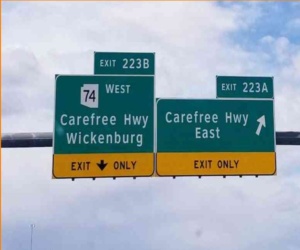 EXIT 223B
74 WEST
Carefree Hwy
Wickenburg
EXIT ONLY
EXIT 223A
Carefree Hwy
East
EXIT ONLY